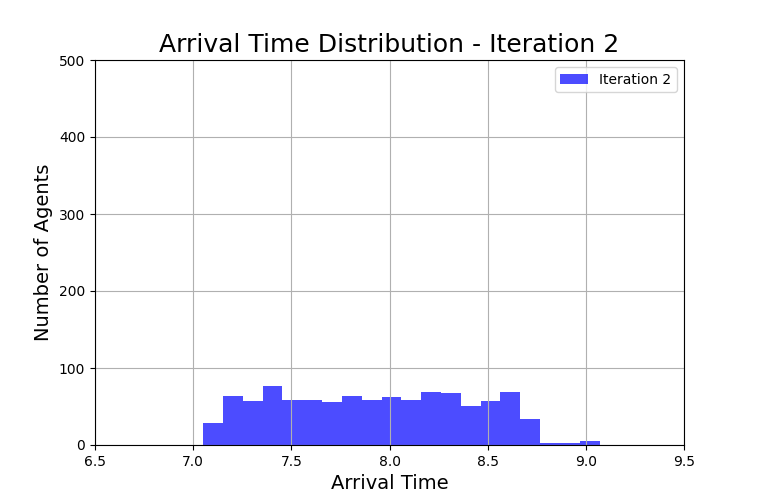 Arrival Time Distribution - Iteration 2
Iteration 2
Number of Agents
500
400
300
200
100
0
6.5 7.0 7.5 8.0 8.5 9.0 9.5
Arrival Time